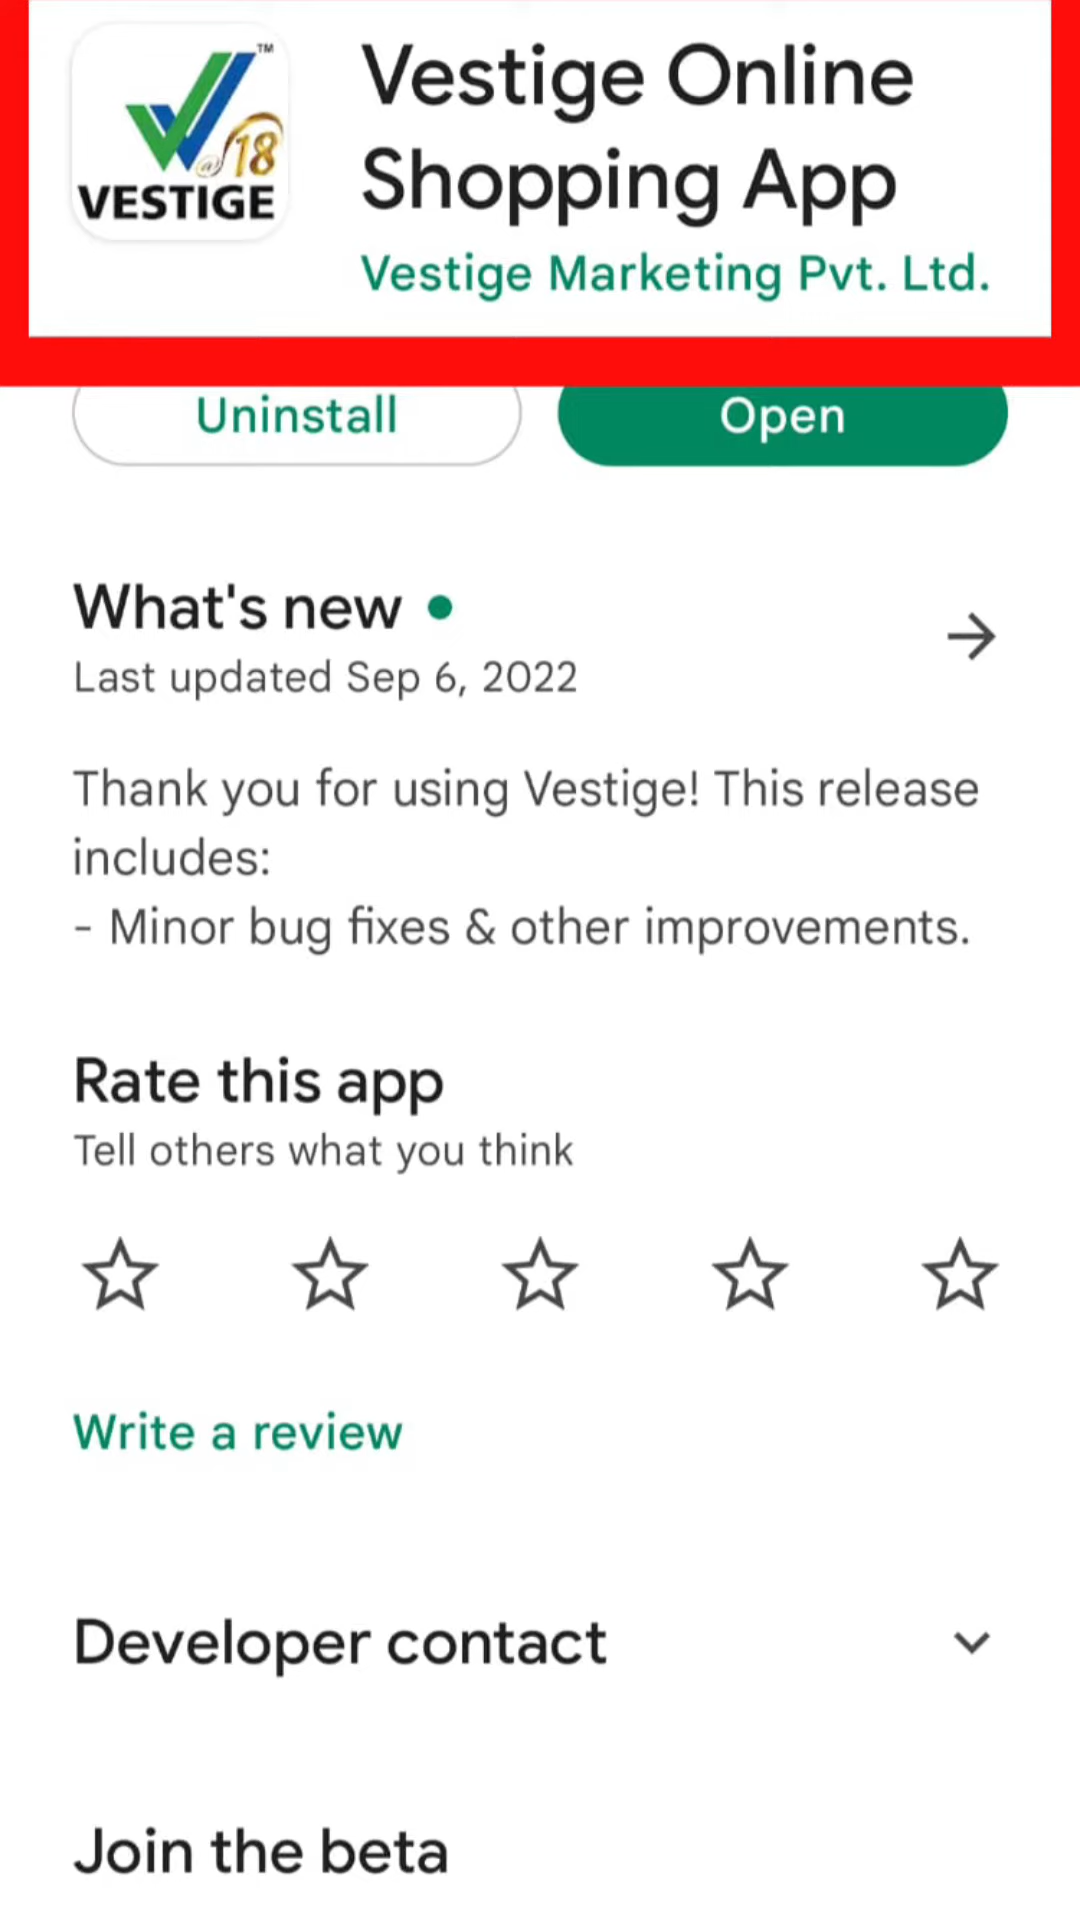 TM
@18
VESTIGE
Vestige Online
Shopping App
Vestige Marketing Pvt. Ltd.
Uninstall
Open
What's new
Last updated Sep 6, 2022
Thank you for using Vestige! This release
includes:
- Minor bug fixes & other improvements.
Rate this app
Tell others what you think
Write a review
Developer contact
Join the beta